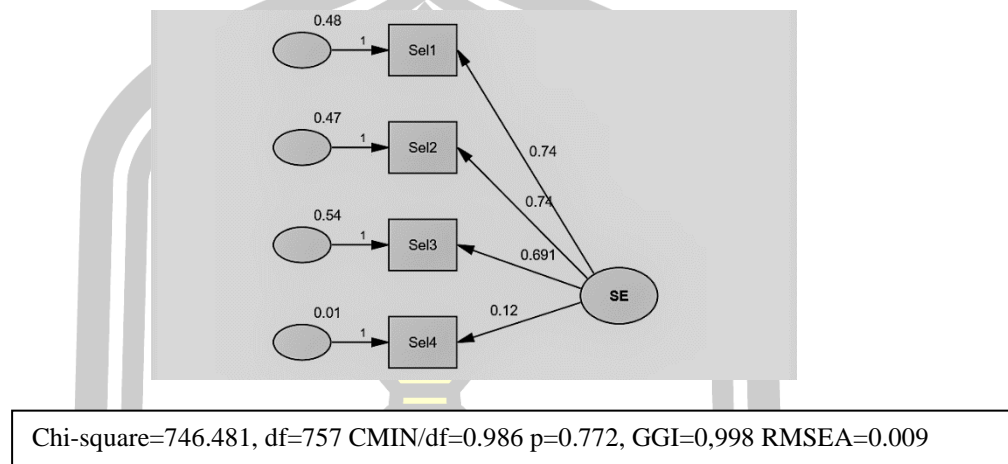 0.48
1
Sel1
0.47
1
Sel2
0.74
0.54
0.74
1
Sel3
0.691
SE
0.01
0.12
1
Sel4
Chi-square=746.481, df=757 CMIN/df=0.986 p=0.772, GGI=0,998 RMSEA=0.009